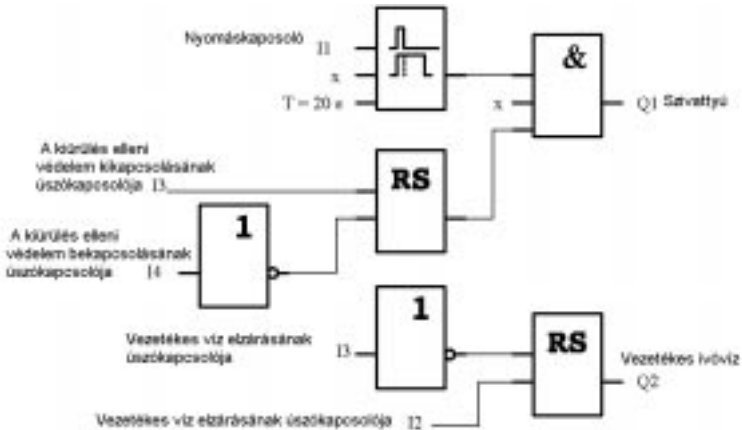 Nyomáskapcsoló I1
x
T = 20 s
&
x
Q1 Szivattyú
A kiürülés elleni
védelem kikapcsolásának
úszókapcsolója I3
RS
1
A kiürülés elleni
védelem bekapcsolásának
úszókapcsolója I4
1
Vezetékes víz elzárásának
úszókapcsolója
I3
RS
Vezetékes ivóvíz
Q2
Vezetékes víz elzárásának úszókapcsolója I2